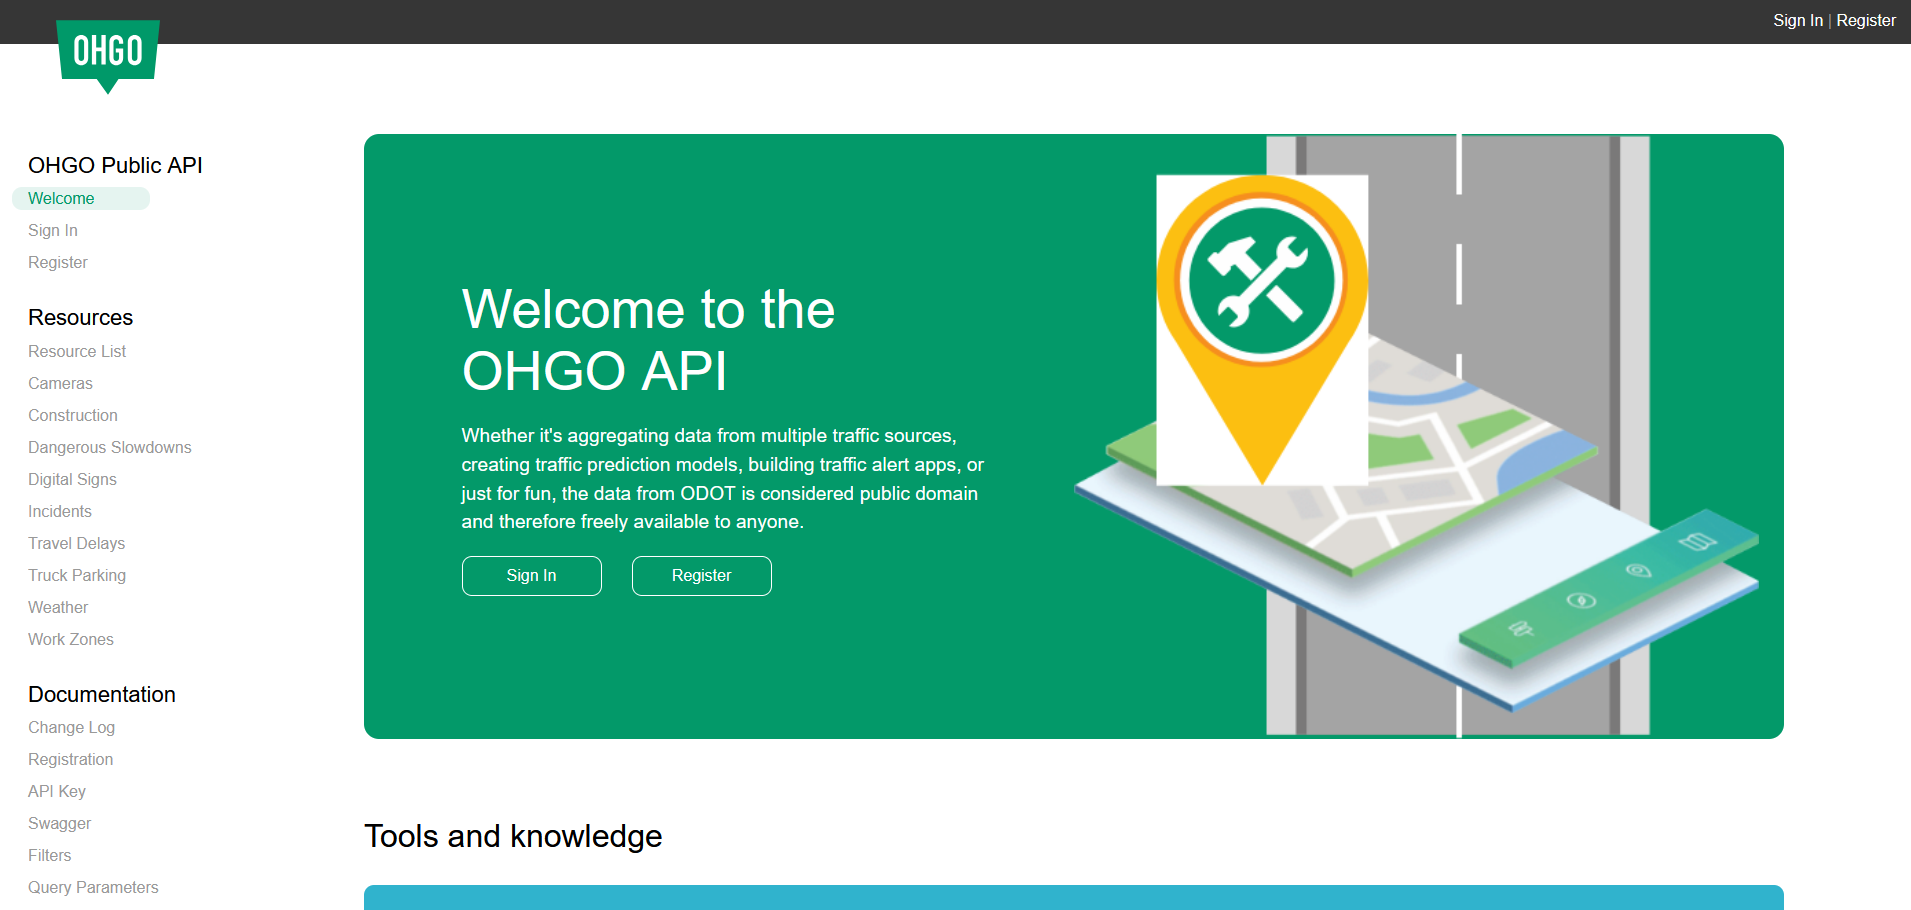 Sign In | Register
OHGO
OHGO Public API
Welcome
Sign In
Register
Resources
Resource List
Cameras
Construction
Dangerous Slowdowns
Digital Signs
Incidents
Travel Delays
Truck Parking
Weather
Work Zones
Documentation
Change Log
Registration
API Key
Swagger
Filters
Query Parameters
Welcome to the
OHGO API
Whether it's aggregating data from multiple traffic sources,
creating traffic prediction models, building traffic alert apps, or
just for fun, the data from ODOT is considered public domain
and therefore freely available to anyone.
Sign In
Register
Tools and knowledge